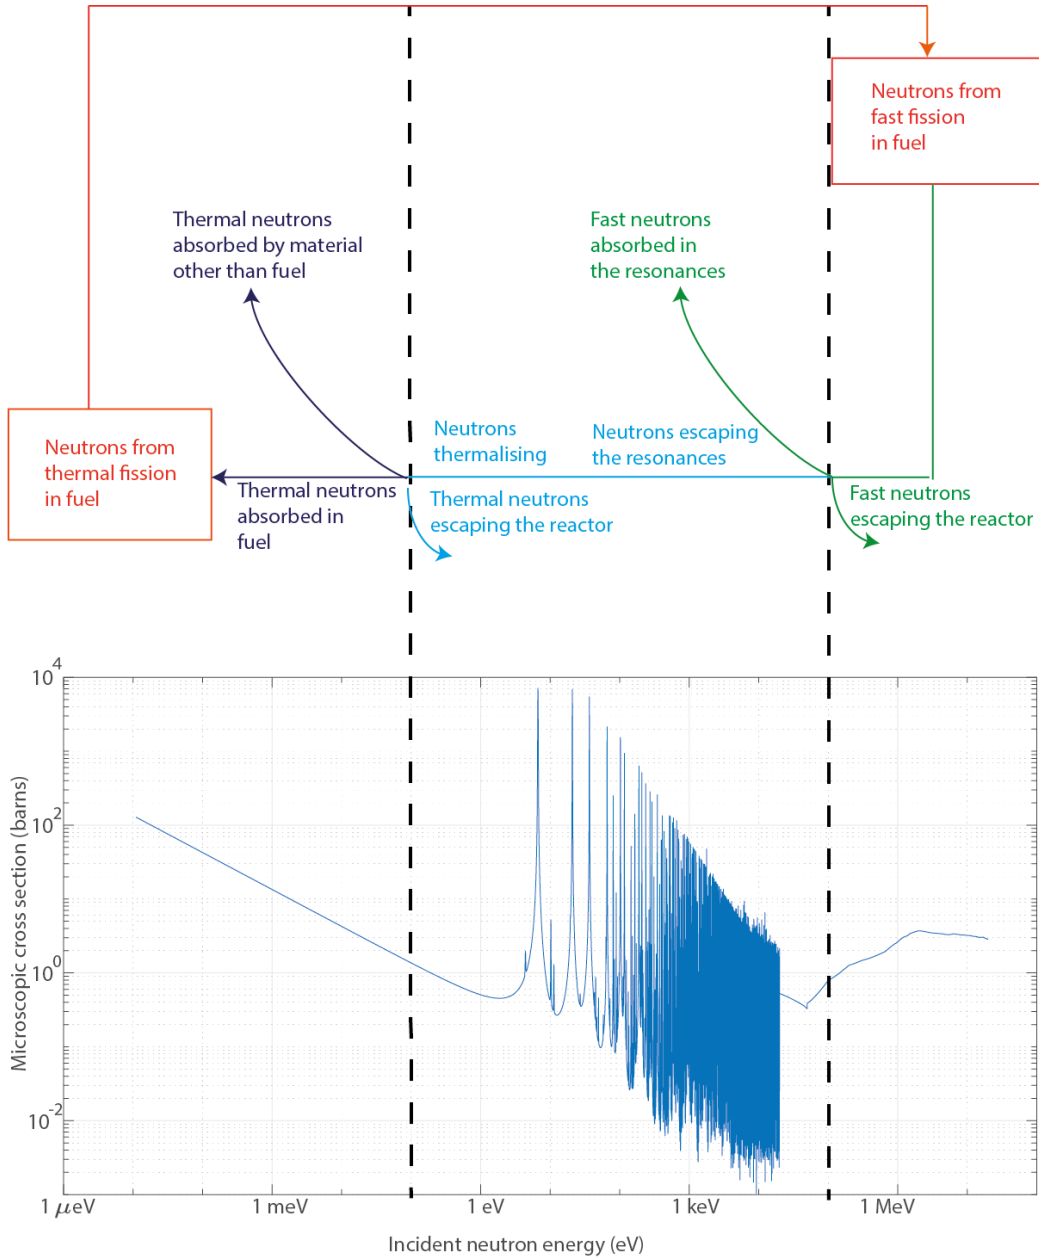 Neutrons from
fast fission
in fuel
Thermal neutrons
absorbed by material
other than fuel
Fast neutrons
absorbed in
the resonances
Neutrons from
thermal fission
in fuel
Neutrons
thermalising
Neutrons escaping
the resonances
Thermal neutrons
absorbed in
fuel
Thermal neutrons
escaping the reactor
Fast neutrons
escaping the reactor
10^4
10^2
10^0
10^-2
Microscopic cross section (barns)
1 μeV
1 meV
1 eV
1 keV
1 MeV
Incident neutron energy (eV)